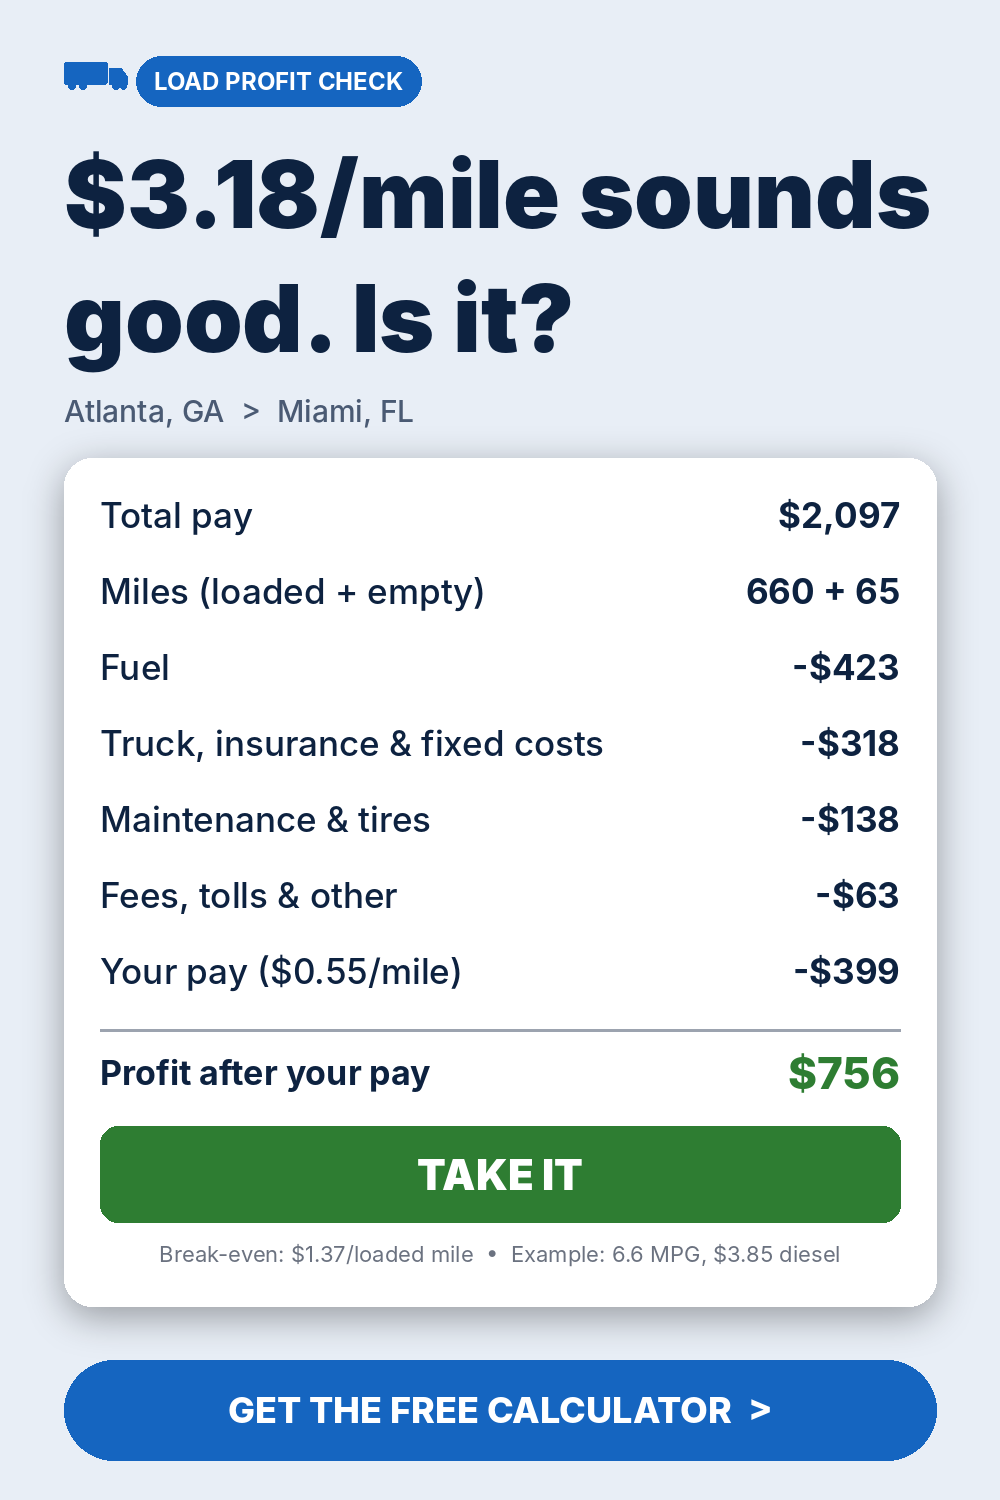 LOAD PROFIT CHECK
$3.18/mile sounds
good. Is it?
Atlanta, GA > Miami, FL
Total pay $2,097
Miles (loaded + empty) 660 + 65
Fuel -$423
Truck, insurance & fixed costs -$318
Maintenance & tires -$138
Fees, tolls & other -$63
Your pay ($0.55/mile) -$399
Profit after your pay $756
TAKE IT
Break-even: $1.37/loaded mile • Example: 6.6 MPG, $3.85 diesel
GET THE FREE CALCULATOR >